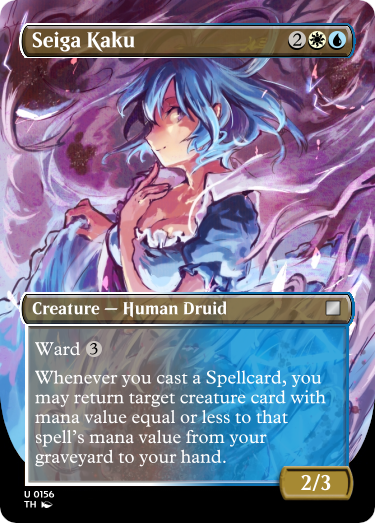 Seiga Kaku 2
Creature — Human Druid
Ward 3
Whenever you cast a Spellcard, you
may return target creature card with
mana value equal or less to that
spell's mana value from your
graveyard to your hand.
2/3
U 0156
TH